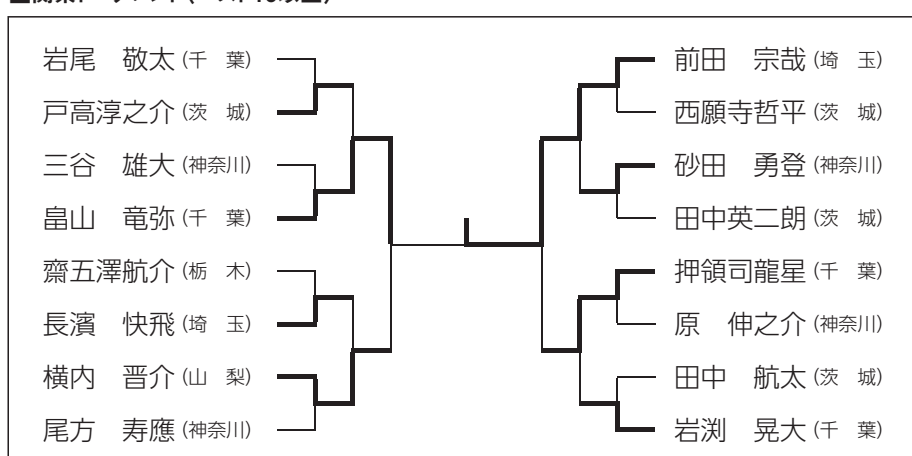 岩尾 敬太 (千 葉)
戸高淳之介 (茨 城)
三谷 雄大 (神奈川)
畠山 竜弥 (千 葉)
齋五澤航介 (栃 木)
長濱 快飛 (埼 玉)
横内 晋介 (山 梨)
尾方 寿應 (神奈川)
前田 宗哉 (埼 玉)
西願寺哲平 (茨 城)
砂田 勇登 (神奈川)
田中英二朗 (茨 城)
押領司龍星 (千 葉)
原 伸之介 (神奈川)
田中 航太 (茨 城)
岩渕 晃大 (千 葉)